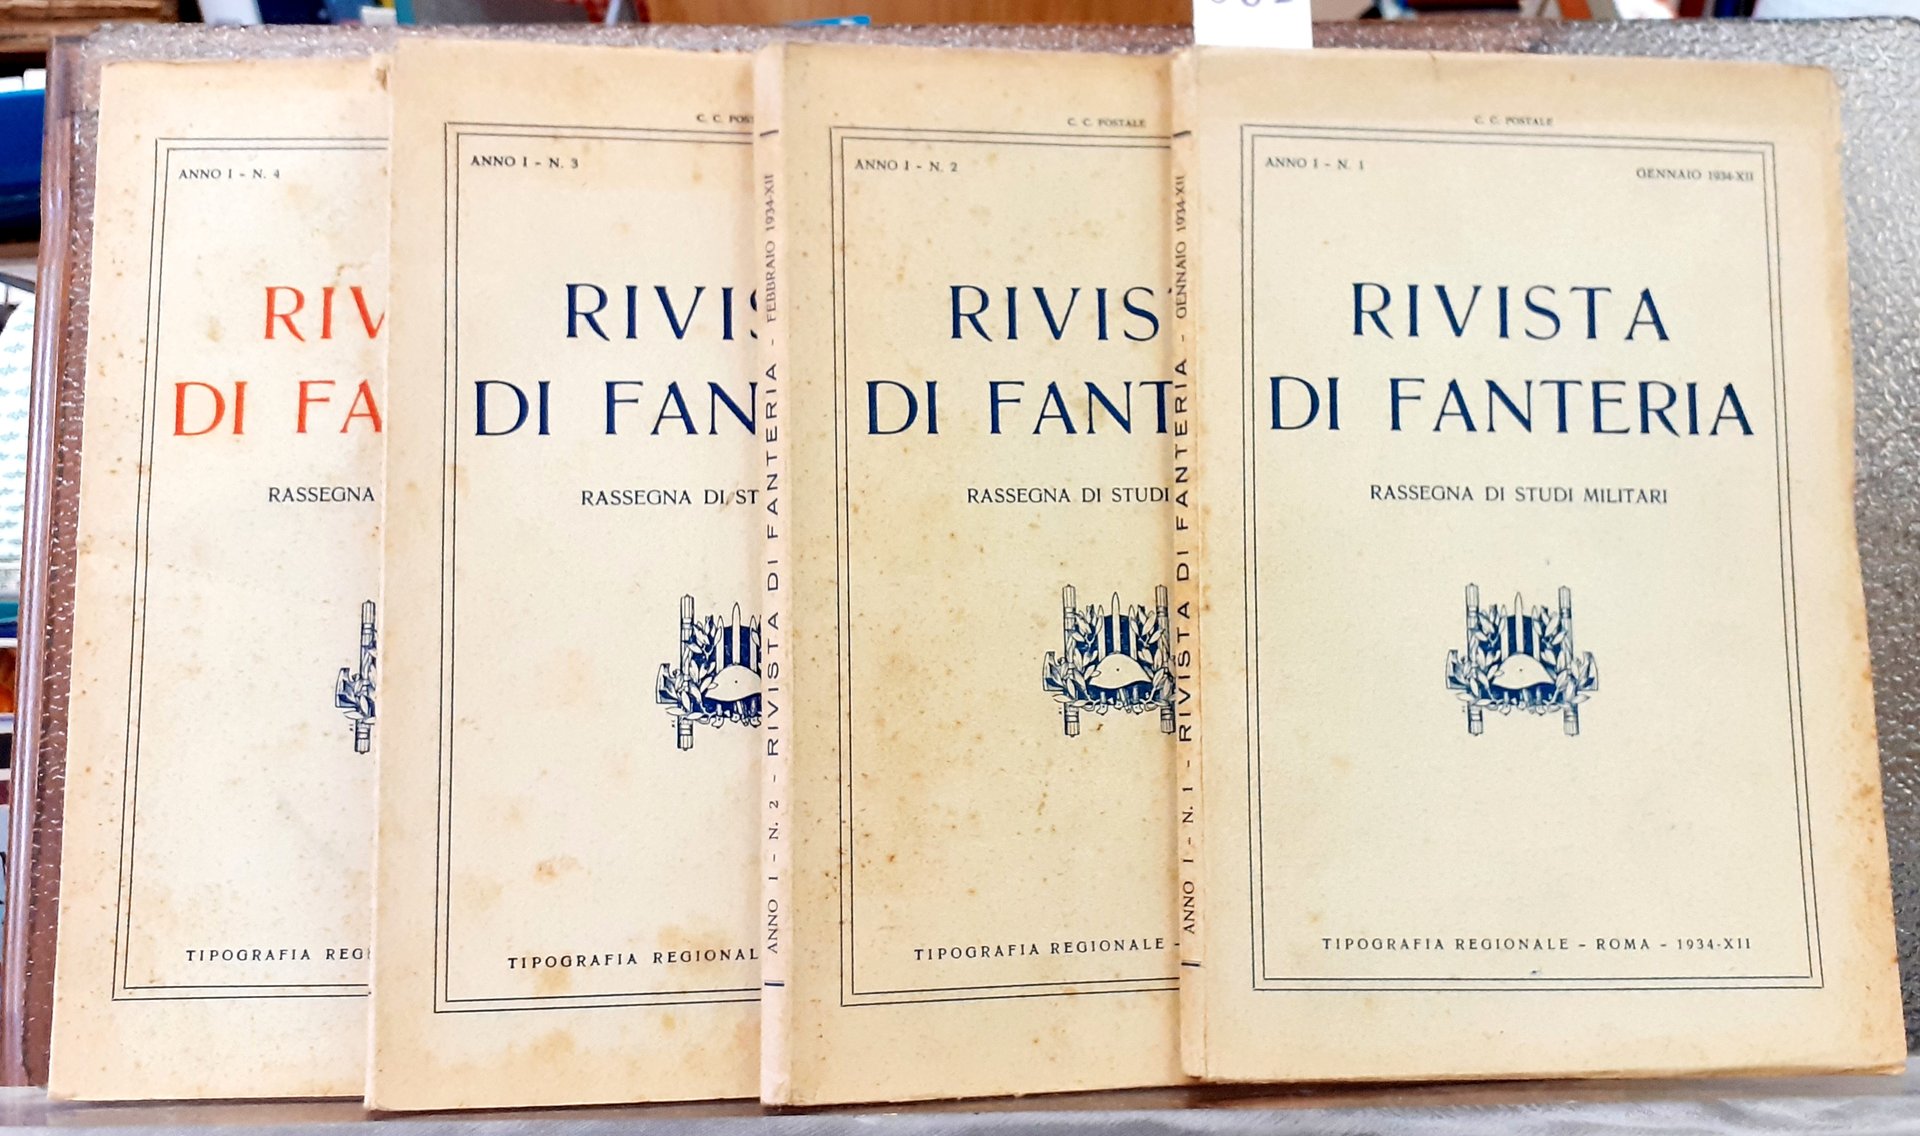 ANNO I - N. 4
RIV
DI FA
RASSEGNA
TIPOGRAFIA REGI
C. C. POS
ANNO I - N. 3
RIVIS
DI FAN
RASSEGNA DI ST
TIPOGRAFIA REGIONAL
ANNO I - N. 2 - RIVISTA DI FANTERIA - FEBBRAIO 1934-XII
C. C. POSTALE
ANNO I - N. 2
RIVIS
DI FANT
RASSEGNA DI STUDI
TIPOGRAFIA REGIONALE -
ANNO I - N. 1 - RIVISTA DI FANTERIA - GENNAIO 1934-XII
C. C. POSTALE
ANNO I - N. 1
GENNAIO 1934-XII
RIVISTA
DI FANTERIA
RASSEGNA DI STUDI MILITARI
TIPOGRAFIA REGIONALE - ROMA - 1934-XII